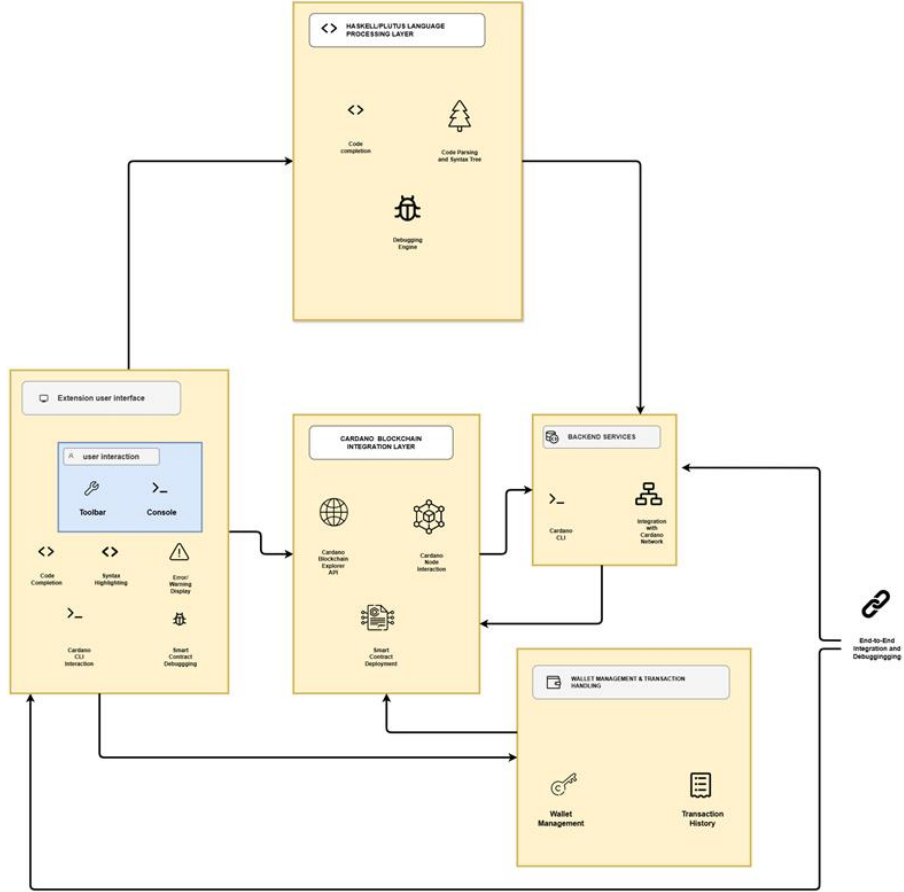 HASKELL/PLUTUS LANGUAGE
PROCESSING LAYER
Code
completion
Code Parsing
and Syntax Tree
Debugging
Engine
Extension user interface
user interaction
Toolbar
Console
Code
Completion
Syntax
Highlighting
Error/
Warning
Display
Cardano
CLI
Interaction
Smart
Contract
Debuggging
CARDANO BLOCKCHAIN
INTEGRATION LAYER
Cardano
Blockchain
Explorer
API
Cardano
Node
Interaction
Smart
Contract
Deployment
BACKEND SERVICES
Cardano
CLI
Integration
with
Cardano
Network
End-to-End
Integration and
Debuggingging
WALLET MANAGEMENT & TRANSACTION
HANDLING
Wallet
Management
Transaction
History